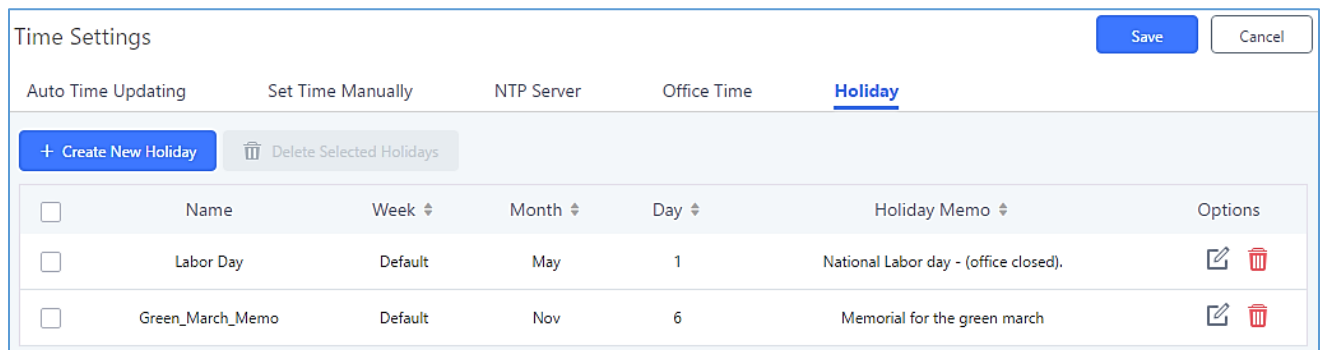 Time Settings Save Cancel
Auto Time Updating Set Time Manually NTP Server Office Time Holiday
+ Create New Holiday Delete Selected Holidays
Name Week Month Day Holiday Memo Options
Labor Day Default May 1 National Labor day - (office closed).
Green_March_Memo Default Nov 6 Memorial for the green march